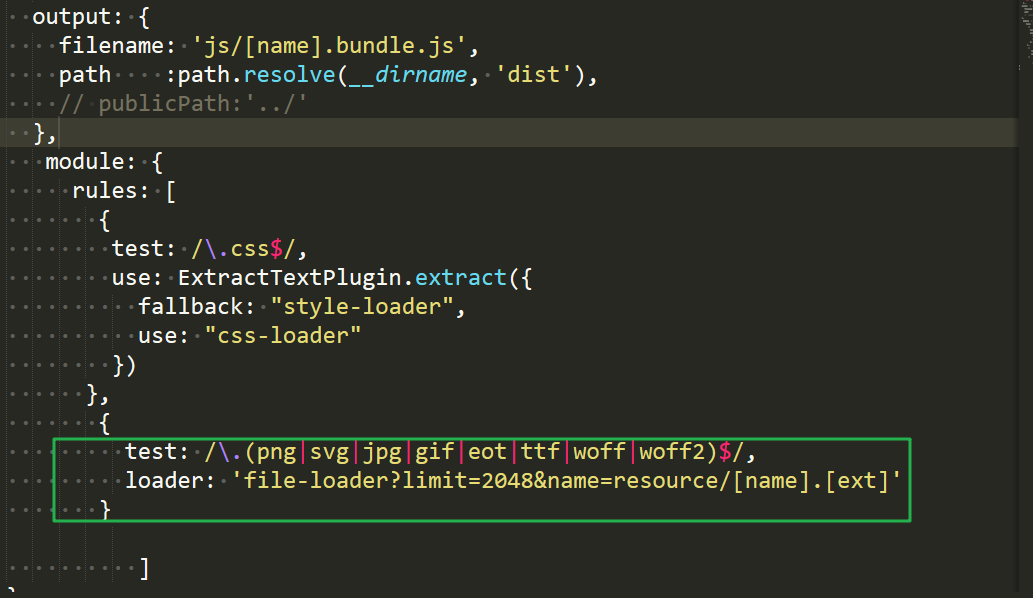 output: {
filename: 'js/[name].bundle.js',
path    :path.resolve(__dirname, 'dist'),
// publicPath:'../'
},
module: {
rules: [
{
test: /\.css$/,
use: ExtractTextPlugin.extract({
fallback: "style-loader",
use: "css-loader"
})
},
{
test: /\.(png|svg|jpg|gif|eot|ttf|woff|woff2)$/,
loader: 'file-loader?limit=2048&name=resource/[name].[ext]'
}
]